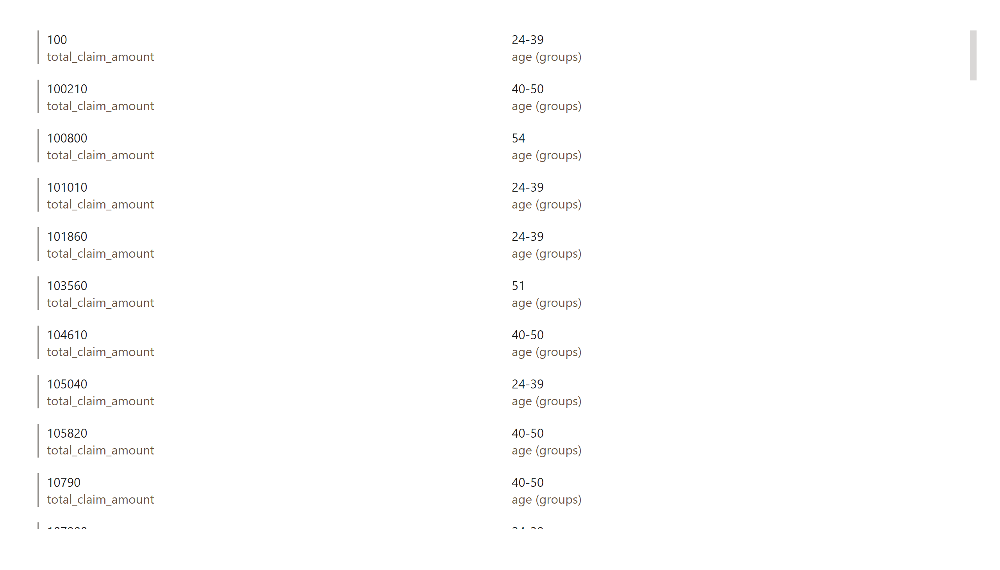 100
24-39
total_claim_amount
age (groups)
100210
40-50
total_claim_amount
age (groups)
100800
54
total_claim_amount
age (groups)
101010
24-39
total_claim_amount
age (groups)
101860
24-39
total_claim_amount
age (groups)
103560
51
total_claim_amount
age (groups)
104610
40-50
total_claim_amount
age (groups)
105040
24-39
total_claim_amount
age (groups)
105820
40-50
total_claim_amount
age (groups)
10790
40-50
total_claim_amount
age (groups)
24-39